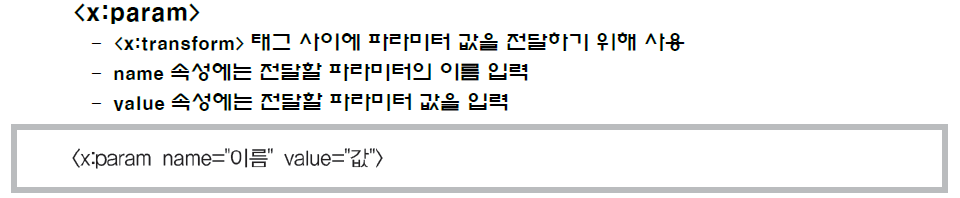 <x:param>
– <x:transform> 태그 사이에 파라미터 값을 전달하기 위해 사용
– name 속성에는 전달할 파라미터의 이름 입력
– value 속성에는 전달할 파라미터 값을 입력
<x:param name="이름" value="값">